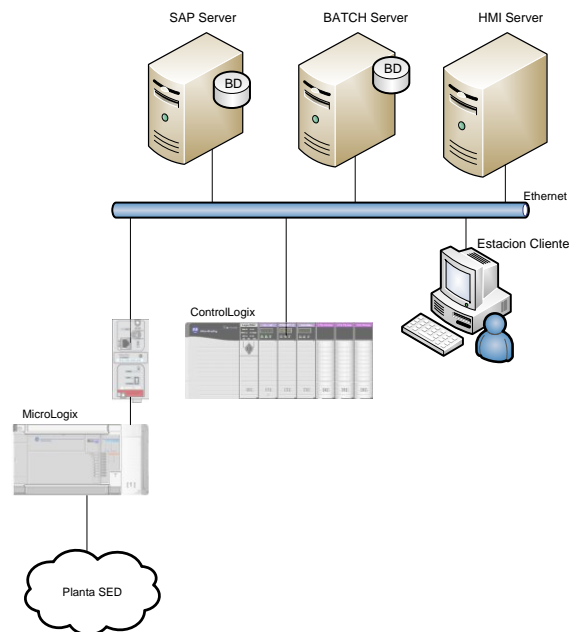 SAP Server
BATCH Server
HMI Server
BD
BD
Ethernet
Estacion Cliente
ControlLogix
MicroLogix
Planta SED